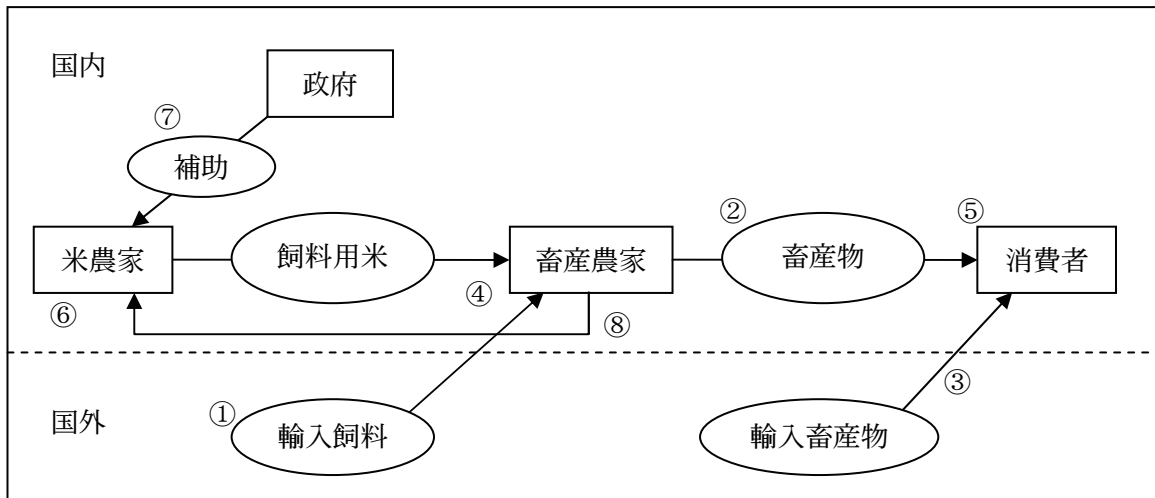 国内
政府
⑦
補助
②
⑤
米農家
飼料用米
畜産農家
畜産物
消費者
⑥
④
⑧
①
③
国外
輸入飼料
輸入畜産物